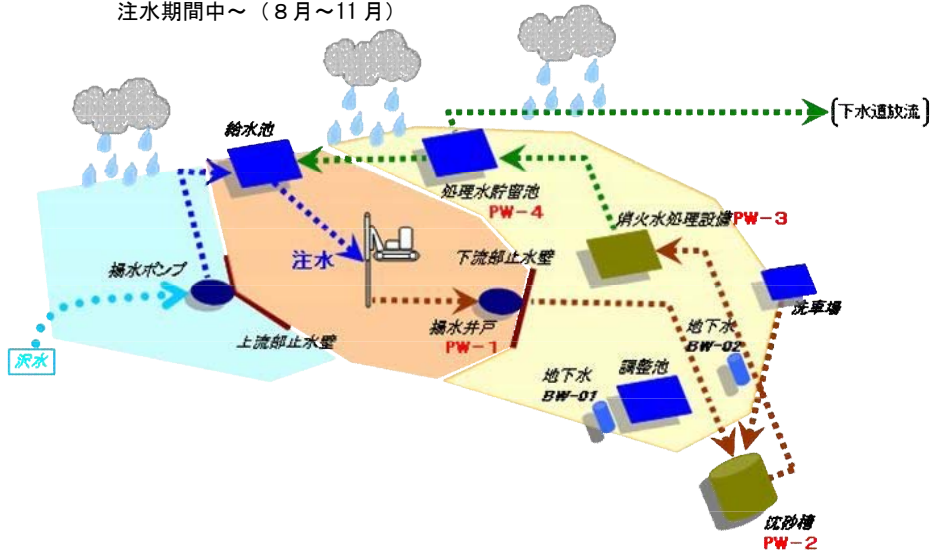 注水期間中～（８月～11月）
給水池
［下水道放流］
処理水貯留池
PW－4
消火水処理設備PW－3
注水
下流部止水壁
揚水ポンプ
洗車場
揚水井戸
PW－1
上流部止水壁
地下水
BW－02
沢水
地下水
BW－01
調整池
沈砂槽
PW－2